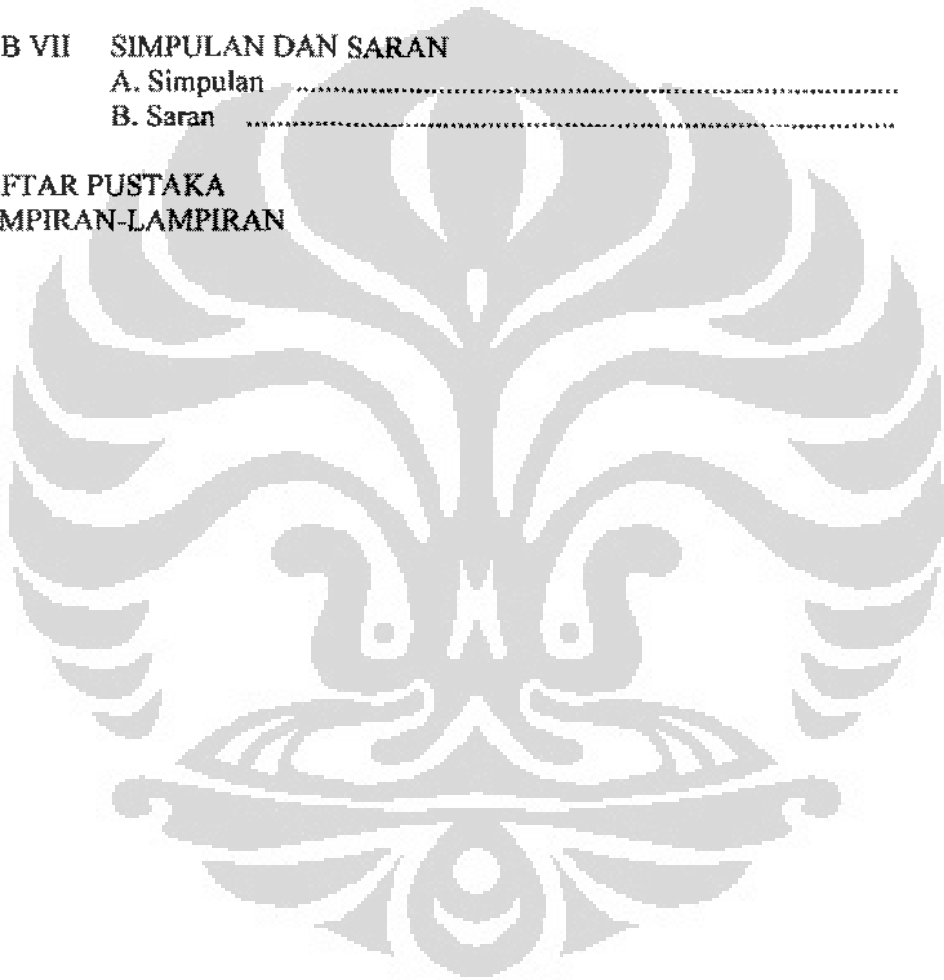 B VII SIMPULAN DAN SARAN
A. Simpulan ................................................................
B. Saran ................................................................
FTAR PUSTAKA
MPIRAN-LAMPIRAN